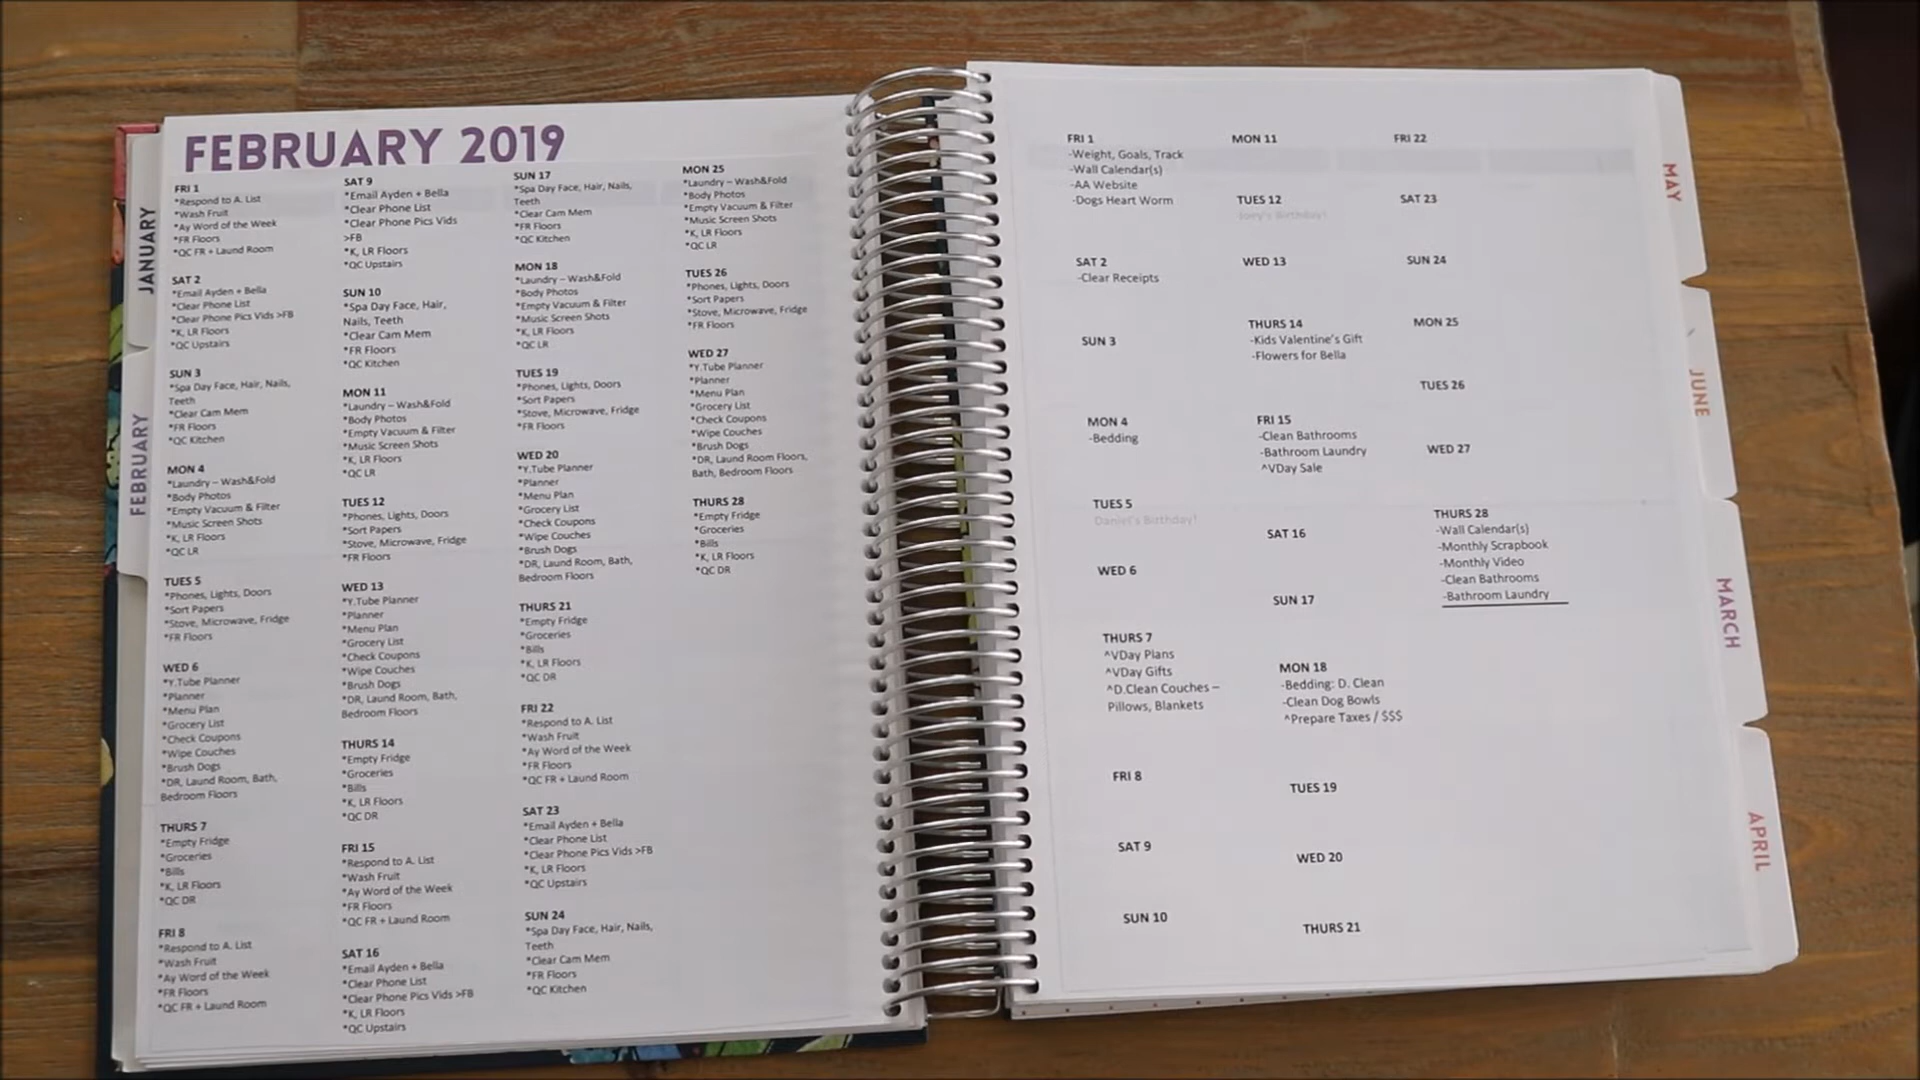 FEBRUARY 2019
FRI 1
*Respond to A. List
*Wash Fruit
*Ay Word of the Week
*FR Floors
*QC FR + Laund Room
SAT 2
*Email Ayden + Bella
*Clear Phone List
*Clear Phone Pics Vids >FB
*K, LR Floors
*QC Upstairs
SUN 3
*Spa Day Face, Hair, Nails,
Teeth
*Clear Cam Mem
*FR Floors
*QC Kitchen
MON 4
*Laundry – Wash&Fold
*Body Photos
*Empty Vacuum & Filter
*Music Screen Shots
*K, LR Floors
*QC LR
TUES 5
*Phones, Lights, Doors
*Sort Papers
*Stove, Microwave, Fridge
*FR Floors
WED 6
*Y.Tube Planner
*Planner
*Menu Plan
*Grocery List
*Check Coupons
*Wipe Couches
*Brush Dogs
*DR, Laund Room, Bath,
Bedroom Floors
THURS 7
*Empty Fridge
*Groceries
*Bills
*K, LR Floors
*QC DR
FRI 8
*Respond to A. List
*Wash Fruit
*Ay Word of the Week
*FR Floors
*QC FR + Laund Room
SAT 9
*Email Ayden + Bella
*Clear Phone List
*Clear Phone Pics Vids
>FB
*K, LR Floors
*QC Upstairs
SUN 10
*Spa Day Face, Hair,
Nails, Teeth
*Clear Cam Mem
*FR Floors
*QC Kitchen
MON 11
*Laundry – Wash&Fold
*Body Photos
*Empty Vacuum & Filter
*Music Screen Shots
*K, LR Floors
*QC LR
TUES 12
*Phones, Lights, Doors
*Sort Papers
*Stove, Microwave, Fridge
*FR Floors
WED 13
*Y.Tube Planner
*Planner
*Menu Plan
*Grocery List
*Check Coupons
*Wipe Couches
*Brush Dogs
*DR, Laund Room, Bath,
Bedroom Floors
THURS 14
*Empty Fridge
*Groceries
*Bills
*K, LR Floors
*QC DR
FRI 15
*Respond to A. List
*Wash Fruit
*Ay Word of the Week
*FR Floors
*QC FR + Laund Room
SAT 16
*Email Ayden + Bella
*Clear Phone List
*Clear Phone Pics Vids >FB
*K, LR Floors
*QC Upstairs
SUN 17
*Spa Day Face, Hair, Nails,
Teeth
*Clear Cam Mem
*FR Floors
*QC Kitchen
MON 18
*Laundry – Wash&Fold
*Body Photos
*Empty Vacuum & Filter
*Music Screen Shots
*K, LR Floors
*QC LR
TUES 19
*Phones, Lights, Doors
*Sort Papers
*Stove, Microwave, Fridge
*FR Floors
WED 20
*Y.Tube Planner
*Planner
*Menu Plan
*Grocery List
*Check Coupons
*Wipe Couches
*Brush Dogs
*DR, Laund Room, Bath,
Bedroom Floors
THURS 21
*Empty Fridge
*Groceries
*Bills
*K, LR Floors
*QC DR
FRI 22
*Respond to A. List
*Wash Fruit
*Ay Word of the Week
*FR Floors
*QC FR + Laund Room
SAT 23
*Email Ayden + Bella
*Clear Phone List
*Clear Phone Pics Vids >FB
*K, LR Floors
*QC Upstairs
SUN 24
*Spa Day Face, Hair, Nails,
Teeth
*Clear Cam Mem
*FR Floors
*QC Kitchen
MON 25
*Laundry – Wash&Fold
*Body Photos
*Empty Vacuum & Filter
*Music Screen Shots
*K, LR Floors
*QC LR
TUES 26
*Phones, Lights, Doors
*Sort Papers
*Stove, Microwave, Fridge
*FR Floors
WED 27
*Y.Tube Planner
*Planner
*Menu Plan
*Grocery List
*Check Coupons
*Wipe Couches
*Brush Dogs
*DR, Laund Room Floors,
Bath, Bedroom Floors
THURS 28
*Empty Fridge
*Groceries
*Bills
*K, LR Floors
*QC DR
JANUARY
FEBRUARY
FRI 1
-Weight, Goals, Track
-Wall Calendar(s)
-AA Website
-Dogs Heart Worm
SAT 2
-Clear Receipts
SUN 3
MON 4
-Bedding
TUES 5
Daniel's Birthday!
WED 6
THURS 7
^VDay Plans
^VDay Gifts
^D.Clean Couches –
Pillows, Blankets
FRI 8
SAT 9
SUN 10
MON 11
TUES 12
Joey's Birthday!
WED 13
THURS 14
-Kids Valentine's Gift
-Flowers for Bella
FRI 15
-Clean Bathrooms
-Bathroom Laundry
^VDay Sale
SAT 16
SUN 17
MON 18
-Bedding: D. Clean
-Clean Dog Bowls
^Prepare Taxes / $$$
TUES 19
WED 20
THURS 21
FRI 22
SAT 23
SUN 24
MON 25
TUES 26
WED 27
THURS 28
-Wall Calendar(s)
-Monthly Scrapbook
-Monthly Video
-Clean Bathrooms
-Bathroom Laundry
MAY
JUNE
MARCH
APRIL